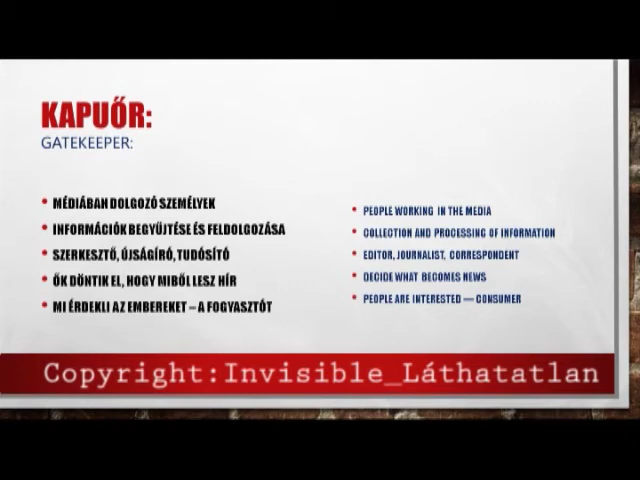 KAPUŐR:
GATEKEEPER:
• MÉDIÁBAN DOLGOZÓ SZEMÉLYEK
• INFORMÁCIÓK BEGYŰJTÉSE ÉS FELDOLGOZÁSA
• SZERKESZTŐ, ÚJSÁGÍRÓ, TUDÓSÍTÓ
• ŐK DÖNTIK EL, HOGY MIBŐL LESZ HÍR
• MI ÉRDEKLI AZ EMBEREKET – A FOGYASZTÓT
• PEOPLE WORKING IN THE MEDIA
• COLLECTION AND PROCESSING OF INFORMATION
• EDITOR, JOURNALIST, CORRESPONDENT
• DECIDE WHAT BECOMES NEWS
• PEOPLE ARE INTERESTED — CONSUMER
Copyright:Invisible_Láthatatlan